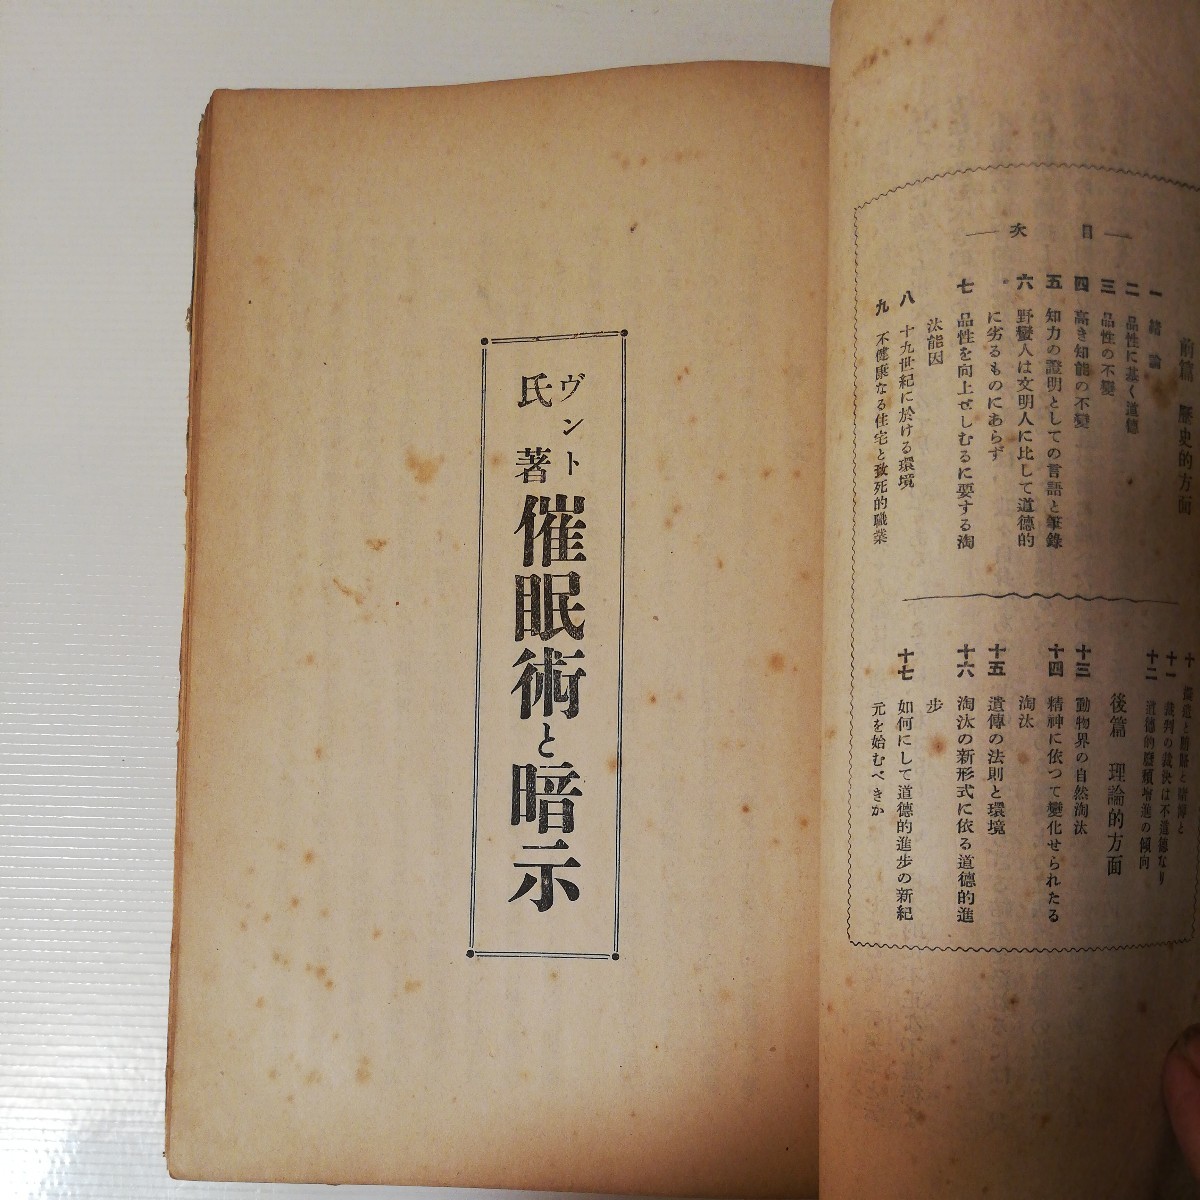 目次
前篇 歷史的方面
一 緖論
二 品性に基く道德
三 品性の不變
四 高き知能の不變
五 知力の證明としての言語と筆錄
六 野蠻人は文明人に比して道德的
に劣るものにあらず
七 品性を向上せしむるに要する淘
汰能因
八 十九世紀に於ける環境
九 不健康なる住宅と致死的職業
十
十一 裁判の裁決は不道德なり
十二 道德的廢頽增進の傾向
後篇 理論的方面
十三 動物界の自然淘汰
十四 精神に依つて變化せられたる
淘汰
十五 遺傳の法則と環境
十六 淘汰の新形式に依る道德的進
步
十七 如何にして道德的進步の新紀
元を始むべきか
ヴント
氏著
催眠術と暗示